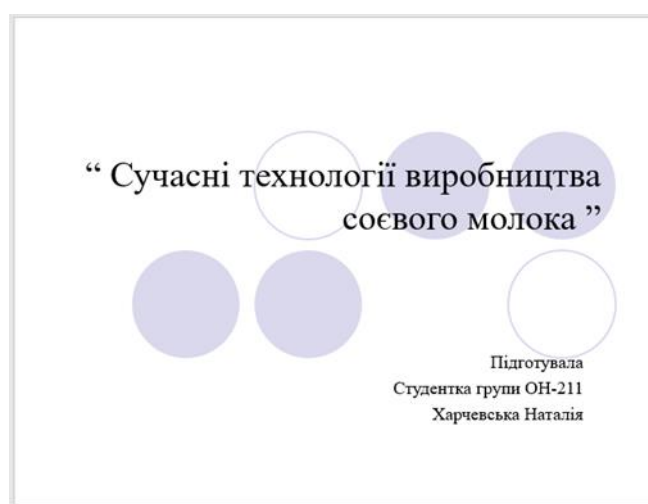 “ Сучасні технології виробництва
соєвого молока ”
Підготувала
Студентка групи ОН-211
Харчевська Наталія